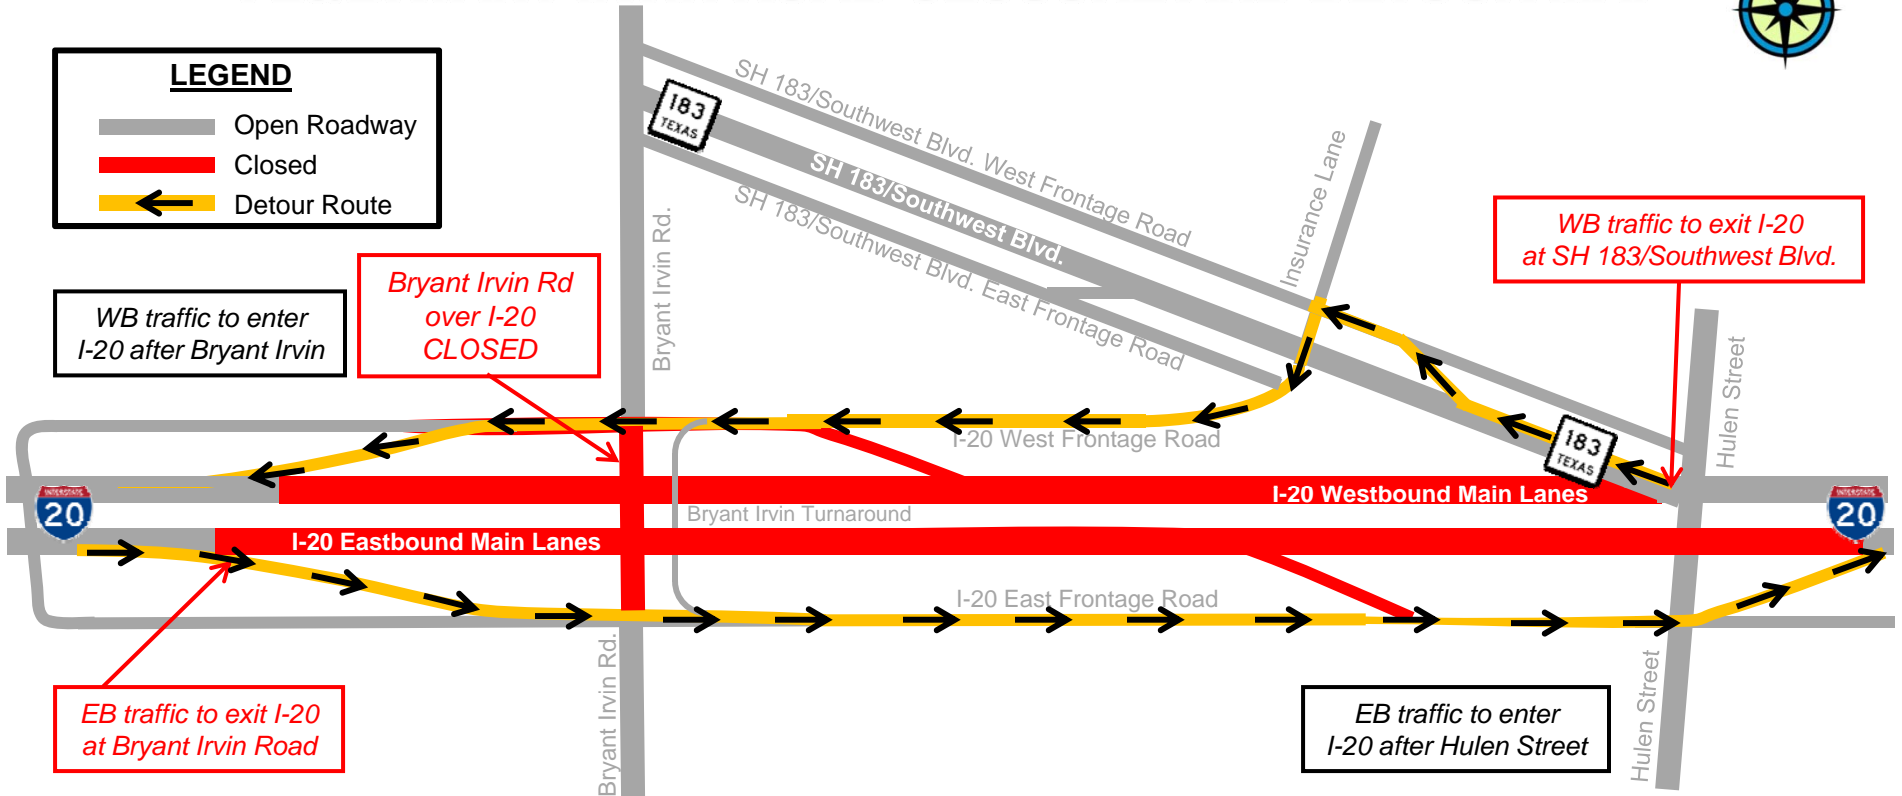 LEGEND
Open Roadway
Closed
Detour Route
183
TEXAS
SH 183/Southwest Blvd. West Frontage Road
SH 183/Southwest Blvd.
SH 183/Southwest Blvd. East Frontage Road
Insurance Lane
Bryant Irvin Rd.
WB traffic to exit I-20
at SH 183/Southwest Blvd.
Bryant Irvin Rd
over I-20
CLOSED
WB traffic to enter
I-20 after Bryant Irvin
Hulen Street
I-20 West Frontage Road
183
TEXAS
INTERSTATE
20
I-20 Westbound Main Lanes
INTERSTATE
20
Bryant Irvin Turnaround
I-20 Eastbound Main Lanes
I-20 East Frontage Road
Bryant Irvin Rd.
Hulen Street
EB traffic to exit I-20
at Bryant Irvin Road
EB traffic to enter
I-20 after Hulen Street